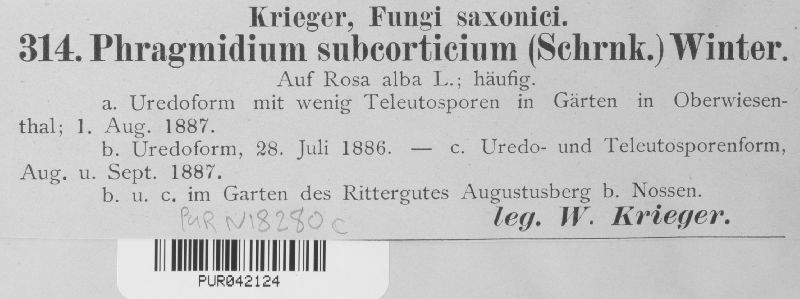 Krieger, Fungi saxonici.
314. Phragmidium subcorticium (Schrnk.) Winter.
Auf Rosa alba L.; häufig.
a. Uredoform mit wenig Teleutosporen in Gärten in Oberwiesen-
thal; 1. Aug. 1887.
b. Uredoform, 28. Juli 1886. — c. Uredo- und Teleutosporenform,
Aug. u. Sept. 1887.
b. u. c. im Garten des Rittergutes Augustusberg b. Nossen.
leg. W. Krieger.
PUR N18280 c
PUR042124